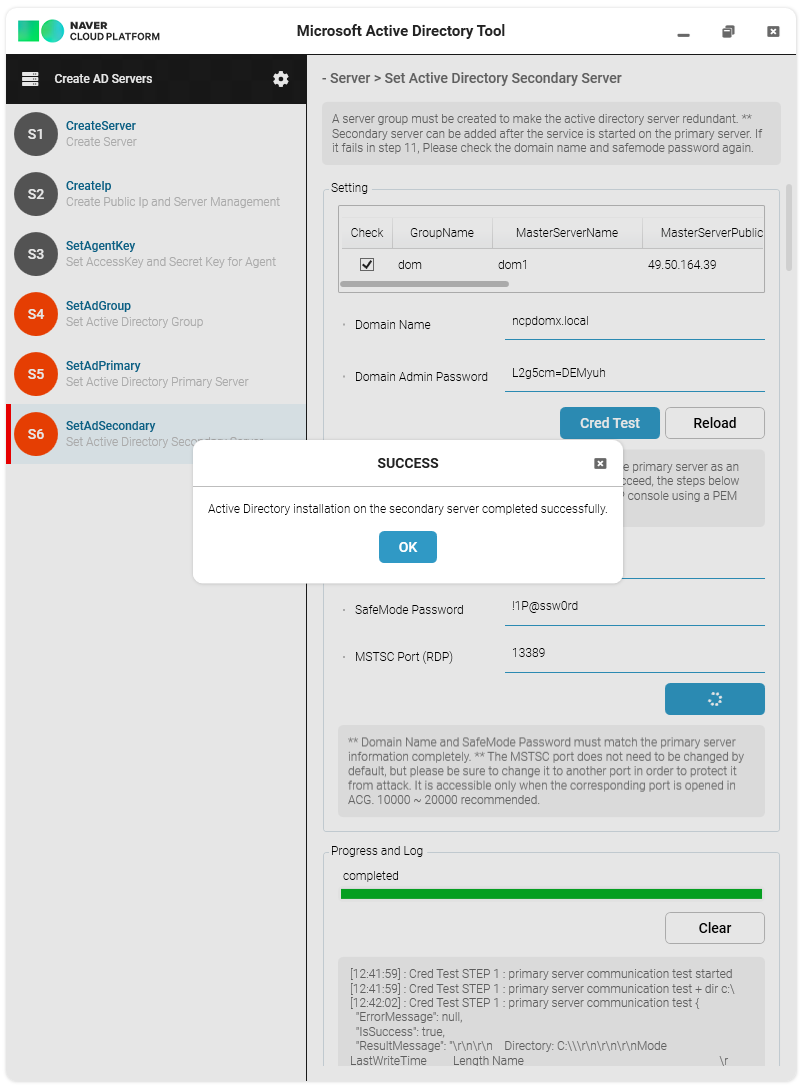 NAVER
CLOUD PLATFORM
Microsoft Active Directory Tool
Create AD Servers
S1
CreateServer
Create Server
S2
CreateIp
Create Public Ip and Server Management
S3
SetAgentKey
Set AccessKey and Secret Key for Agent
S4
SetAdGroup
Set Active Directory Group
S5
SetAdPrimary
Set Active Directory Primary Server
S6
SetAdSecondary
Set Active Directory Secondary Server
- Server > Set Active Directory Secondary Server
A server group must be created to make the active directory server redundant. **
Secondary server can be added after the service is started on the primary server. If
it fails in step 11, Please check the domain name and safemode password again.
Setting
Check GroupName MasterServerName MasterServerPublic
dom dom1 49.50.164.39
· Domain Name ncpdomx.local
· Domain Admin Password L2g5cm=DEMyuh
Cred Test Reload
e primary server as an
cceed, the steps below
console using a PEM
SUCCESS
Active Directory installation on the secondary server completed successfully.
OK
· SafeMode Password !1P@ssw0rd
· MSTSC Port (RDP) 13389
** Domain Name and SafeMode Password must match the primary server
information completely. ** The MSTSC port does not need to be changed by
default, but please be sure to change it to another port in order to protect it
from attack. It is accessible only when the corresponding port is opened in
ACG. 10000 ~ 20000 recommended.
Progress and Log
completed
Clear
[12:41:59] : Cred Test STEP 1 : primary server communication test started
[12:41:59] : Cred Test STEP 1 : primary server communication test + dir c:\
[12:42:02] : Cred Test STEP 1 : primary server communication test {
"ErrorMessage": null,
"IsSuccess": true,
"ResultMessage": "\r\n\r\n    Directory: C:\\\r\n\r\n\r\nMode
LastWriteTime         Length Name                                                                  \r